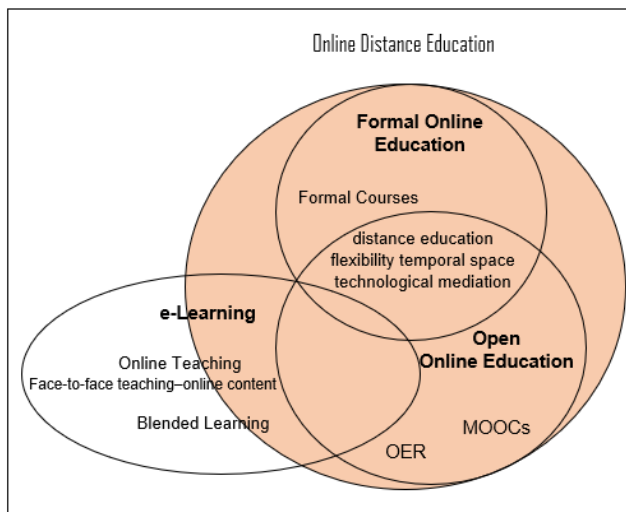 Online Distance Education
Formal Online
Education
Formal Courses
distance education
flexibility temporal space
technological mediation
e-Learning
Online Teaching
Face-to-face teaching–online content
Blended Learning
Open
Online Education
MOOCs
OER